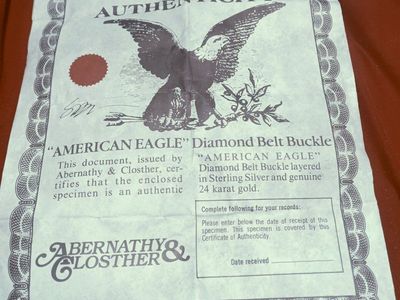 AUTHENTICITY
"AMERICAN EAGLE" Diamond Belt Buckle
This document, issued by
Abernathy & Closther, cer-
tifies that the enclosed
specimen is an authentic
"AMERICAN EAGLE"
Diamond Belt Buckle layered
in Sterling Silver and genuine
24 carat gold.
ABERNATHY &
CLOSTHER
Complete following for your records:
Please enter below the date of receipt of this
specimen. This specimen is covered by this
Certificate of Authenticity.
Date received